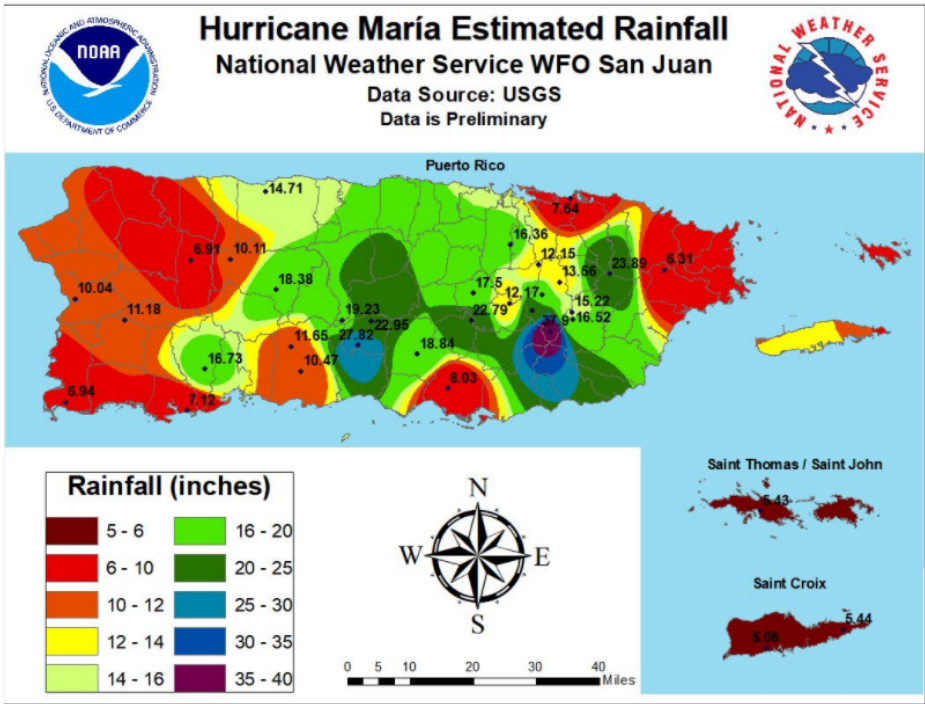 Hurricane María Estimated Rainfall
National Weather Service WFO San Juan
Data Source: USGS
Data is Preliminary
NATIONAL OCEANIC AND ATMOSPHERIC ADMINISTRATION
NOAA
U.S. DEPARTMENT OF COMMERCE
NATIONAL WEATHER SERVICE
Puerto Rico
14.71
7.64
16.36
6.91
10.11
12.15
23.89
6.31
13.56
18.38
17.5
10.04
12.
17.
15.22
11.18
19.23
22.95
22.79
37.9
16.52
27.82
11.65
18.84
16.73
10.47
8.03
6.94
7.12
Rainfall (inches)
5 - 6
16 - 20
6 - 10
20 - 25
10 - 12
25 - 30
12 - 14
30 - 35
14 - 16
35 - 40
N
W
E
S
0 5 10 20 30 40
Miles
Saint Thomas / Saint John
5.43
Saint Croix
5.44
5.06